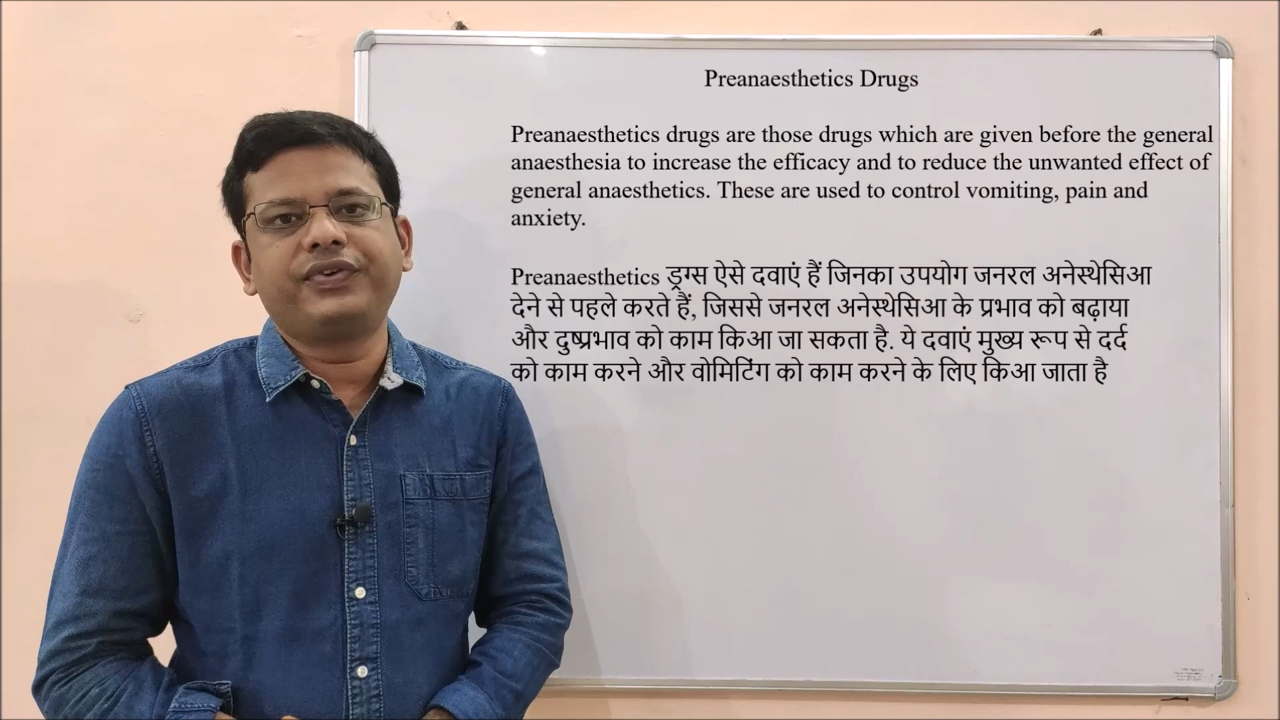 Preanaesthetics Drugs
Preanaesthetics drugs are those drugs which are given before the general
anaesthesia to increase the efficacy and to reduce the unwanted effect of
general anaesthetics. These are used to control vomiting, pain and
anxiety.
Preanaesthetics ड्रग्स ऐसे दवाएं हैं जिनका उपयोग जनरल अनेस्थेसिआ
देने से पहले करते हैं, जिससे जनरल अनेस्थेसिआ के प्रभाव को बढ़ाया
और दुष्प्रभाव को काम किआ जा सकता है. ये दवाएं मुख्य रूप से दर्द
को काम करने और वोमिटिंग को काम करने के लिए किआ जाता है